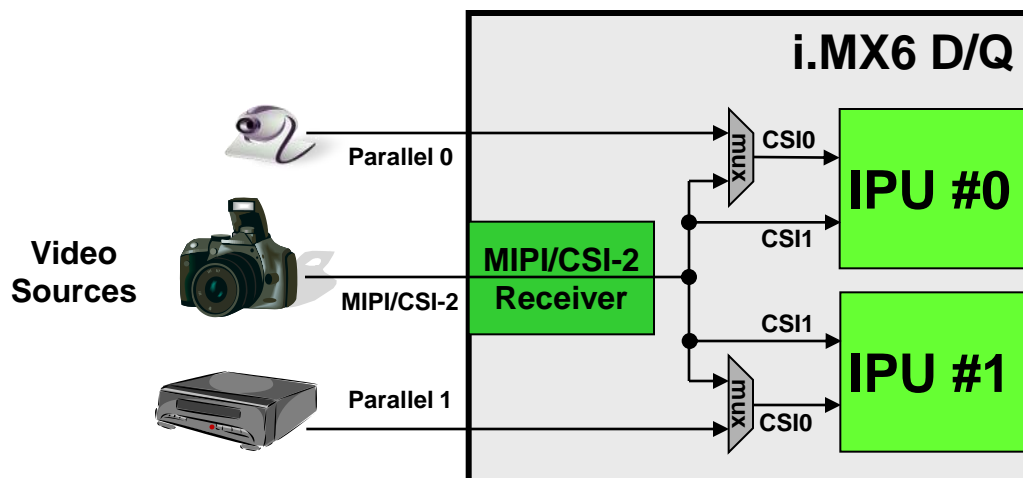 i.MX6 D/Q
Parallel 0
mux
CSI0
IPU #0
CSI1
Video
Sources
MIPI/CSI-2
MIPI/CSI-2
Receiver
CSI1
IPU #1
Parallel 1
mux
CSI0